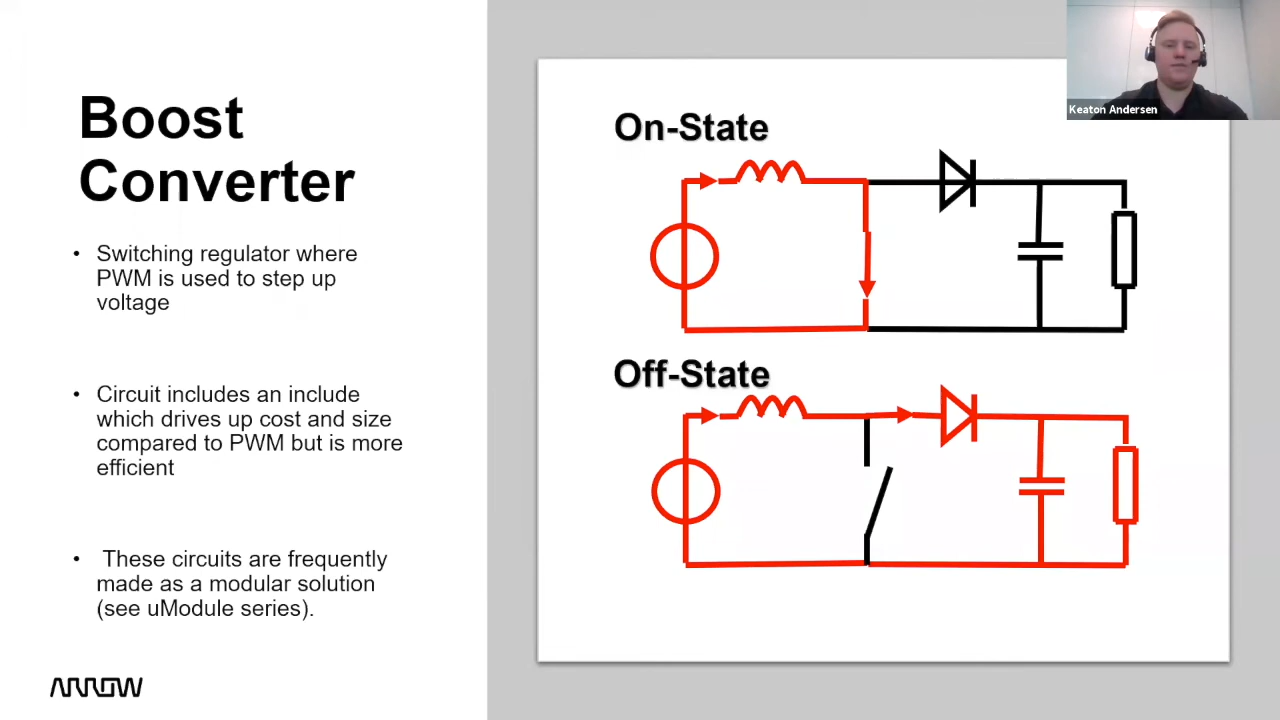 Boost
Converter
• Switching regulator where
PWM is used to step up
voltage
• Circuit includes an include
which drives up cost and size
compared to PWM but is more
efficient
• These circuits are frequently
made as a modular solution
(see uModule series).
ARROW
On-State
Off-State
Keaton Andersen